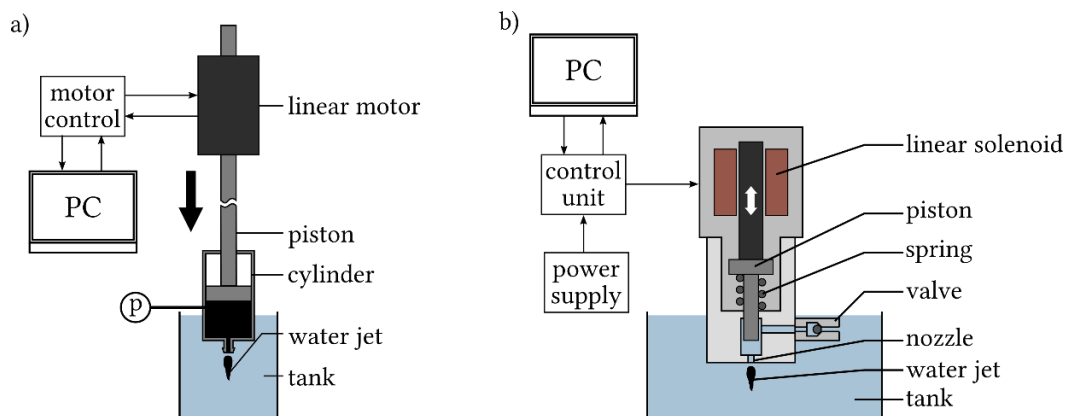 a)
motor
control
PC
linear motor
piston
cylinder
p
water jet
tank
b)
PC
control
unit
power
supply
linear solenoid
piston
spring
valve
nozzle
water jet
tank